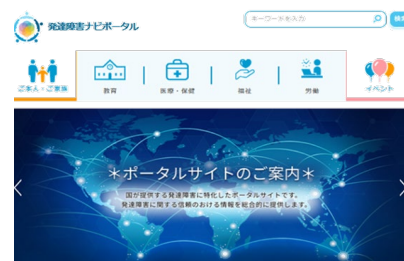 発達障害ナビポータル
キーワードを入力
ご本人・ご家族
教育
医療・保健
福祉
労働
イベント
＊ポータルサイトのご案内＊
国が提供する発達障害に特化したポータルサイトです。
発達障害に関する信頼のおける情報を総合的に提供します。